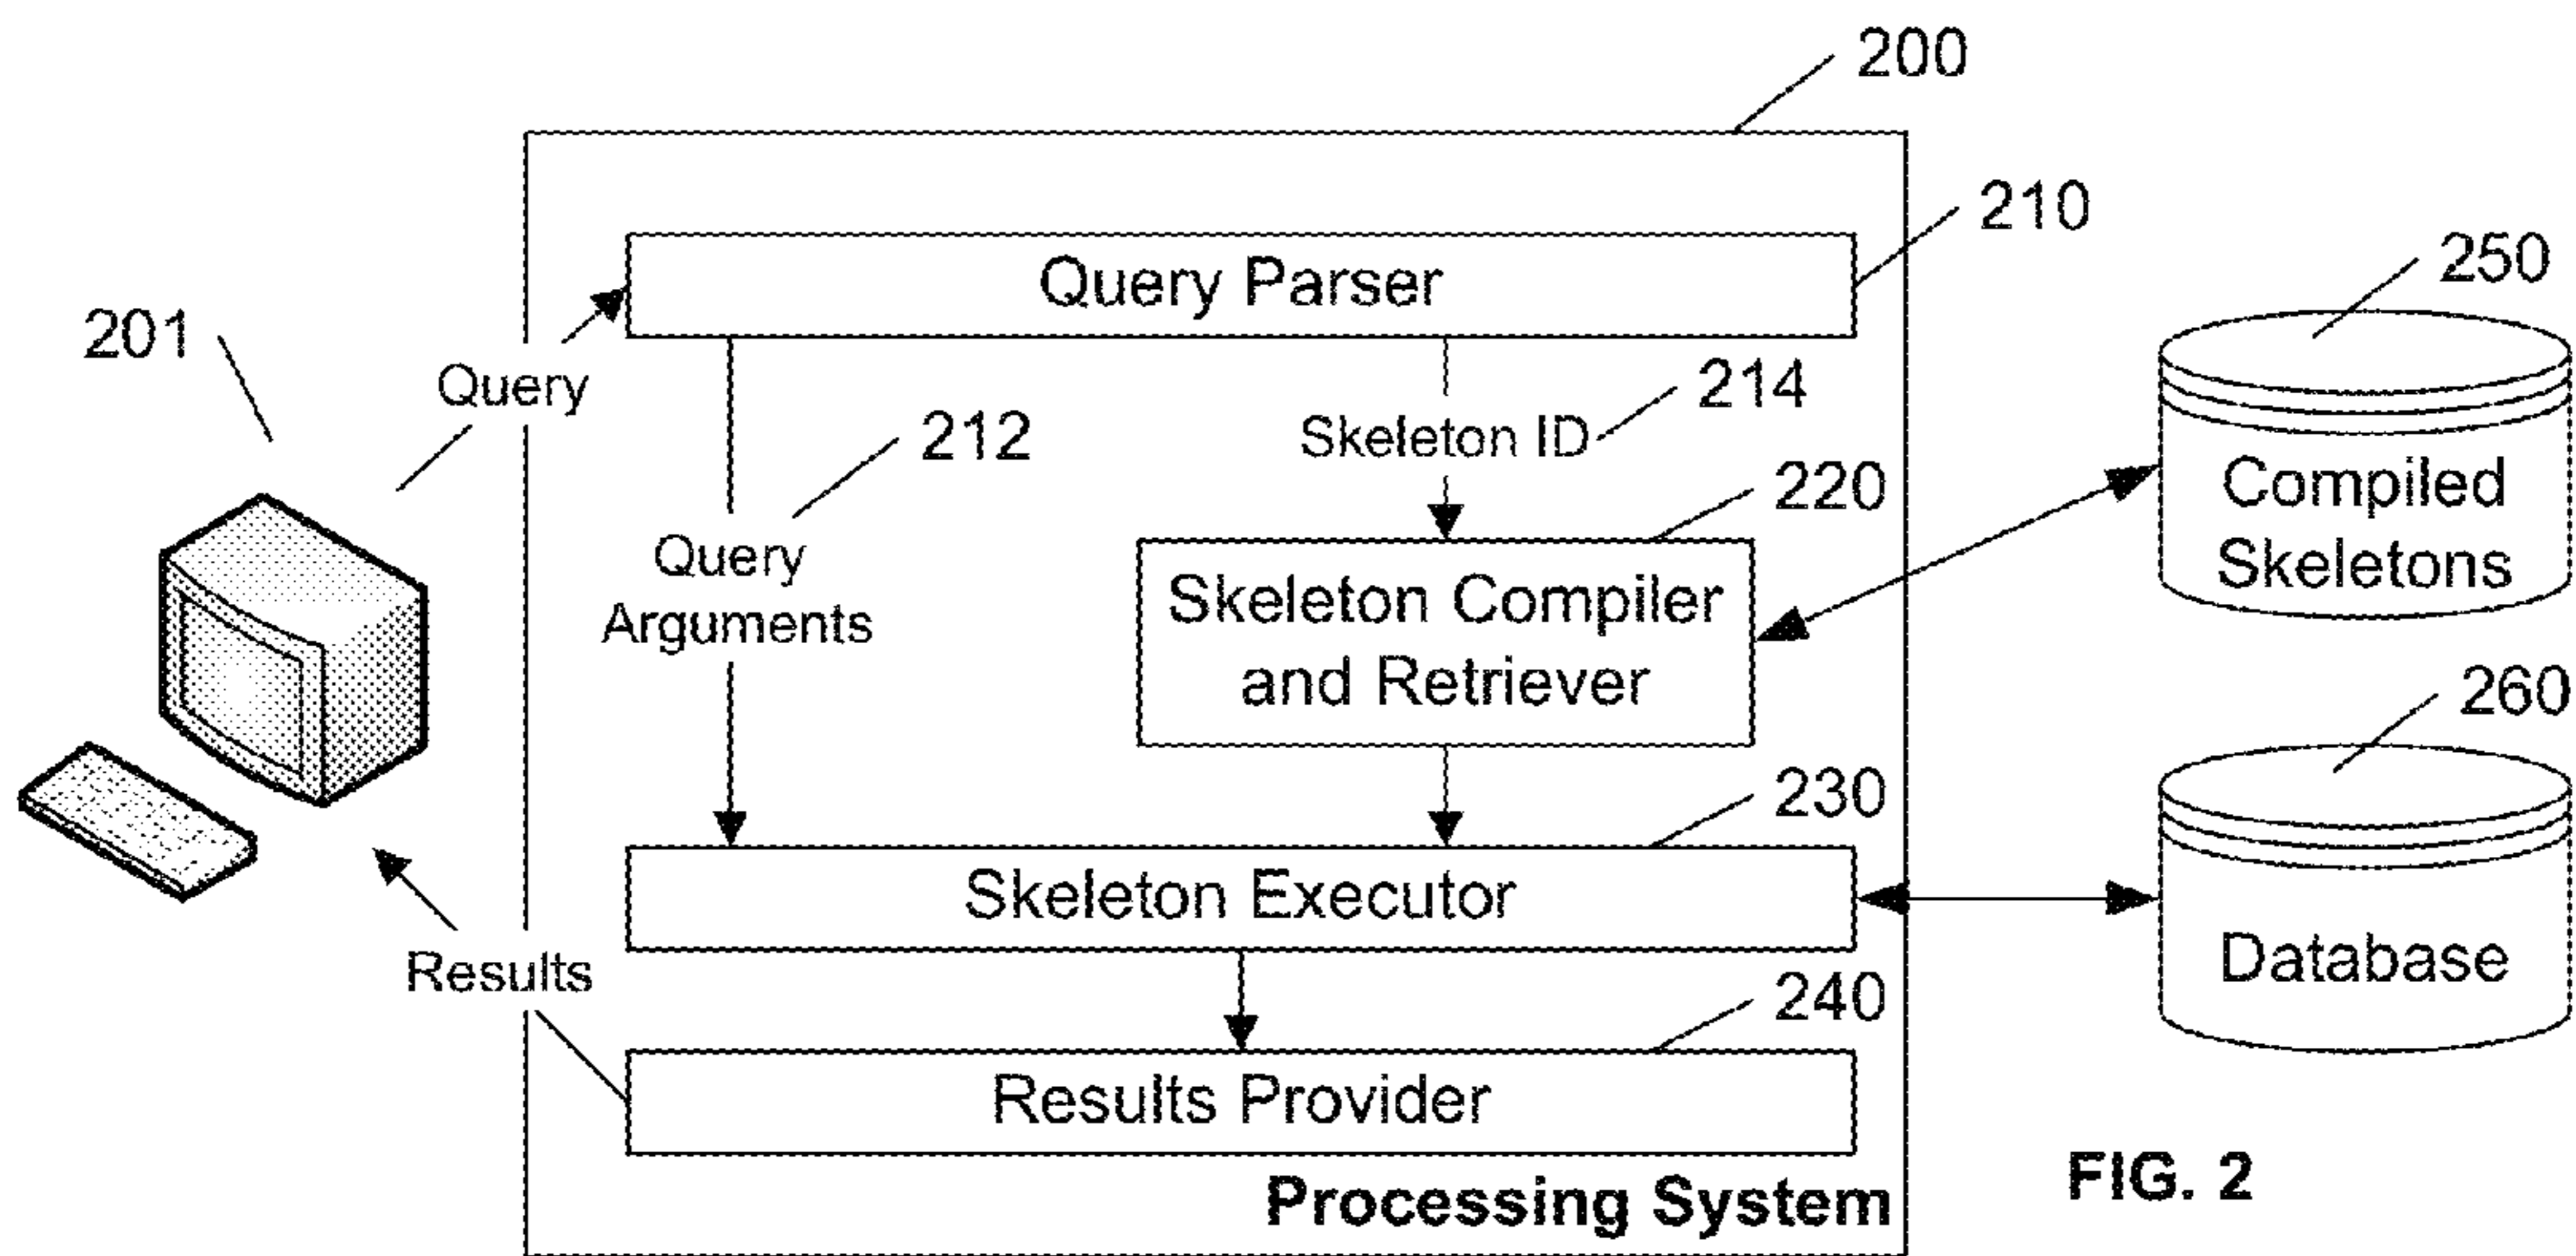 200
210
Query Parser
250
201
Query
214
212
Skeleton ID
220
Compiled
Skeletons
Query
Arguments
Skeleton Compiler
and Retriever
260
230
Skeleton Executor
Database
Results
240
Results Provider
Processing System
FIG. 2